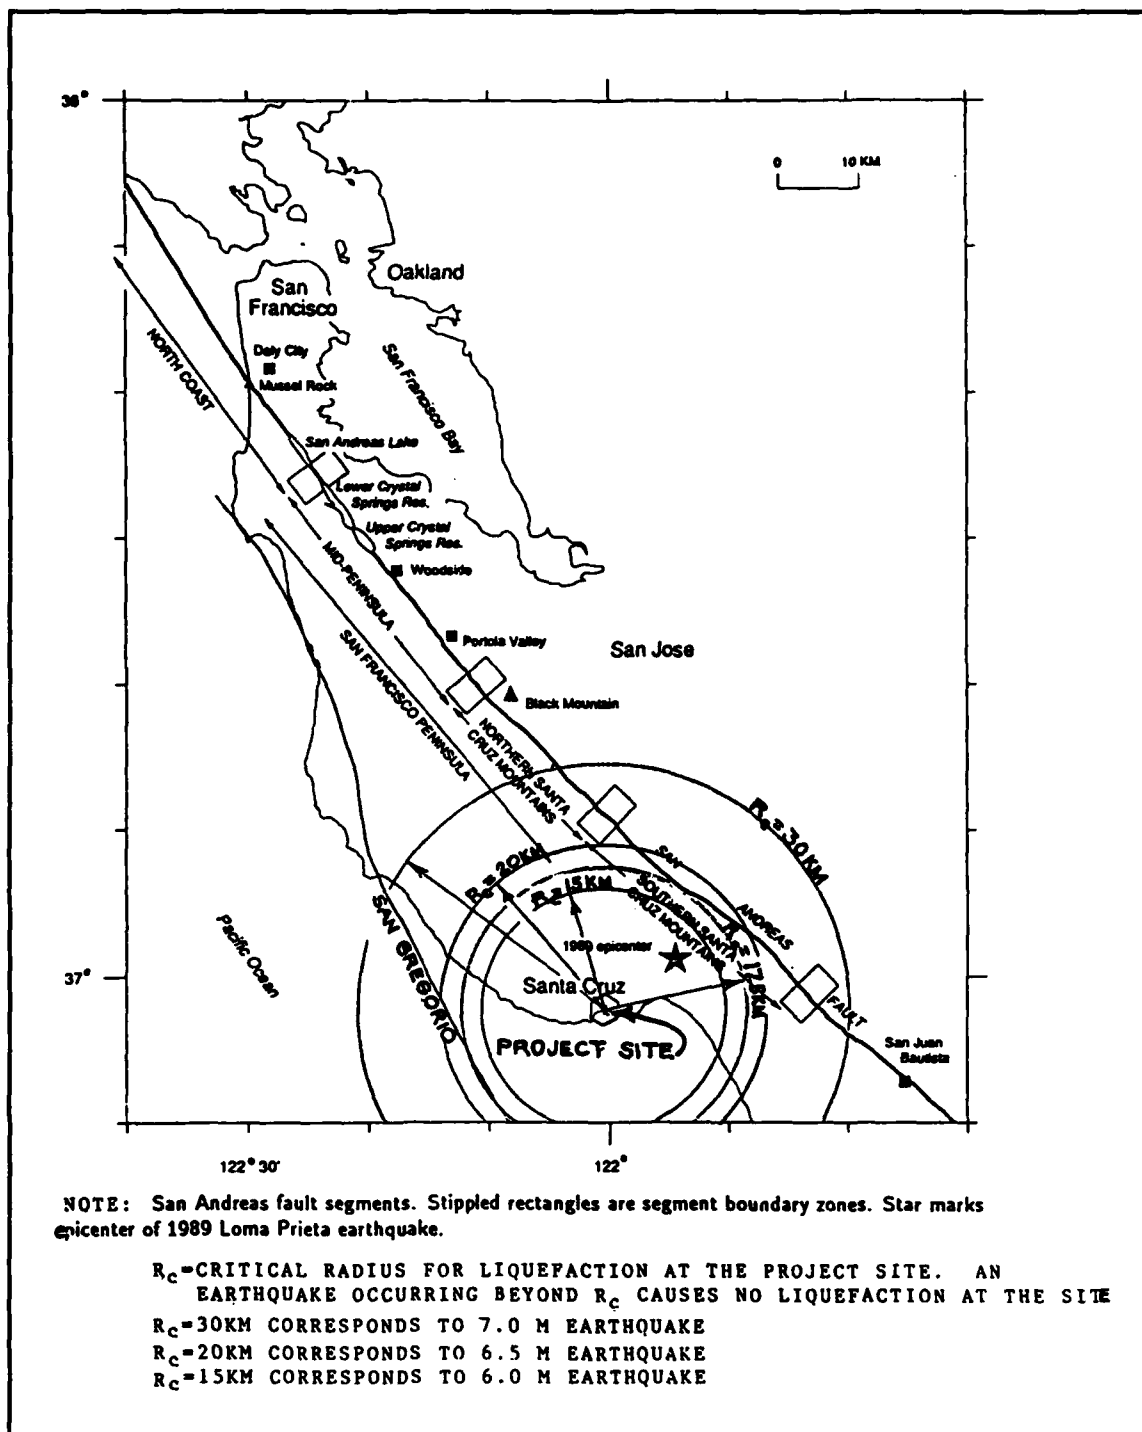 38°
0 10 KM
Oakland
San
Francisco
Daly City
Mussel Rock
NORTH COAST
San Francisco Bay
San Andreas Lake
Lower Crystal
Springs Res.
Upper Crystal
Springs Res.
MID-PENINSULA
Woodside
SAN FRANCISCO PENINSULA
Portola Valley
San Jose
Black Mountain
NORTHERN SANTA
CRUZ MOUNTAINS
Rc=30KM
Rc=20KM
SAN
Rc=15KM
SOUTHERN SANTA
CRUZ MOUNTAINS
ANDREAS
Rc=17.5KM
SAN GREGORIO
Pacific Ocean
1989 epicenter
37°
Santa Cruz
FAULT
PROJECT SITE
San Juan
Bautista
122°30'
122°
NOTE: San Andreas fault segments. Stippled rectangles are segment boundary zones. Star marks
epicenter of 1989 Loma Prieta earthquake.
Rc=CRITICAL RADIUS FOR LIQUEFACTION AT THE PROJECT SITE. AN
EARTHQUAKE OCCURRING BEYOND Rc CAUSES NO LIQUEFACTION AT THE SITE
Rc=30KM CORRESPONDS TO 7.0 M EARTHQUAKE
Rc=20KM CORRESPONDS TO 6.5 M EARTHQUAKE
Rc=15KM CORRESPONDS TO 6.0 M EARTHQUAKE